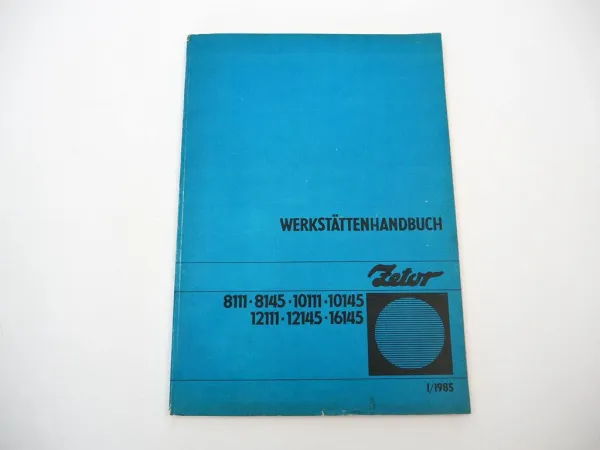 WERKSTÄTTENHANDBUCH
Zetor
8111 · 8145 · 10111 · 10145
12111 · 12145 · 16145
I/1985